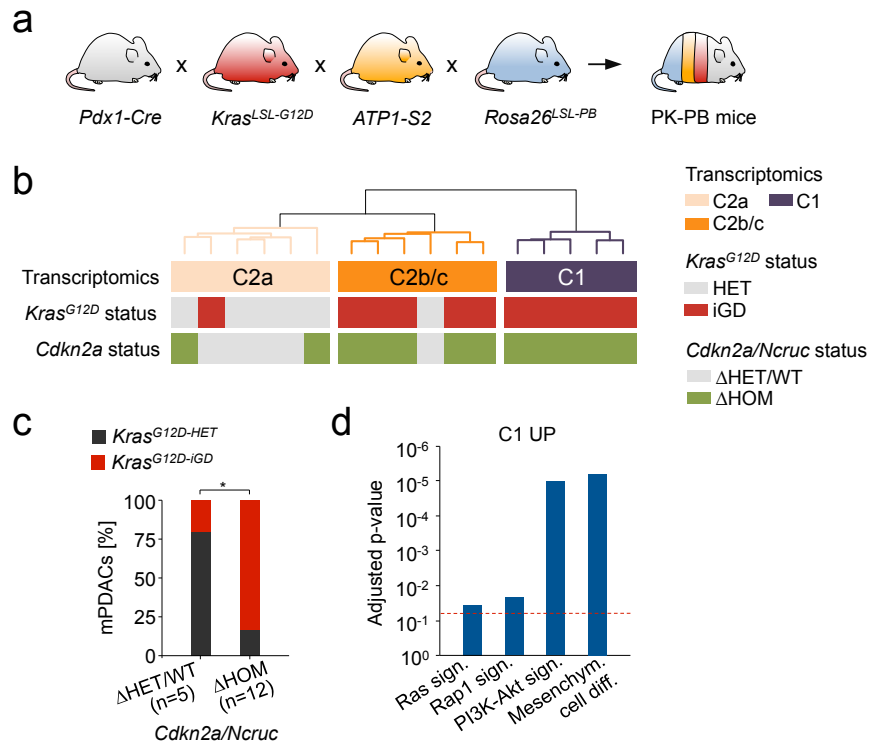 a
x x x
Pdx1-Cre Kras^LSL-G12D ATP1-S2 Rosa26^LSL-PB PK-PB mice
b
Transcriptomics
C2a C1
C2b/c
Kras^G12D status
HET
iGD
Cdkn2a/Ncruc status
ΔHET/WT
ΔHOM
Transcriptomics C2a C2b/c C1
Kras^G12D status
Cdkn2a status
c
Kras^G12D-HET
Kras^G12D-iGD
*
mPDACs [%]
100
75
50
25
0
ΔHET/WT
(n=5)
ΔHOM
(n=12)
Cdkn2a/Ncruc
d
C1 UP
Adjusted p-value
10^-6
10^-5
10^-4
10^-3
10^-2
10^-1
10^0
Ras sign.
Rap1 sign.
PI3K-Akt sign.
Mesenchym.
cell diff.